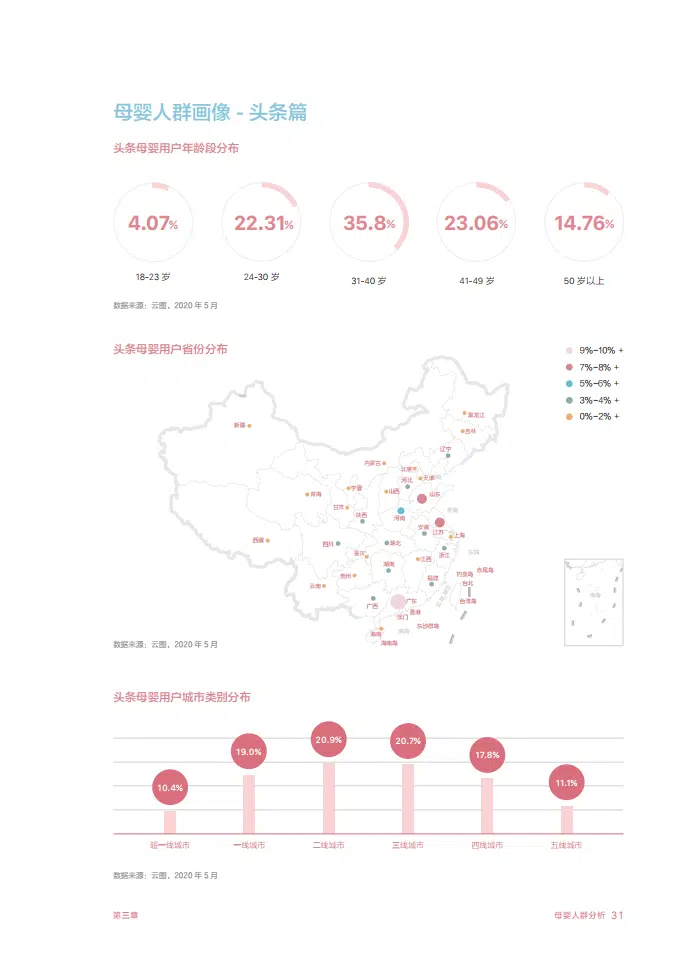 母婴人群画像 - 头条篇
头条母婴用户年龄段分布
4.07%
22.31%
35.8%
23.06%
14.76%
18-23 岁
24-30 岁
31-40 岁
41-49 岁
50 岁以上
数据来源：云图，2020 年 5 月
头条母婴用户省份分布
9%-10% +
7%-8% +
5%-6% +
3%-4% +
0%-2% +
黑龙江
吉林
新疆
辽宁
内蒙古
北京
天津
河北
宁夏
山西
山东
青海
甘肃
陕西
河南
江苏
安徽
上海
西藏
四川
湖北
浙江
重庆
湖南
江西
贵州
福建
钓鱼岛
赤尾岛
台北
云南
广西
广东
台湾岛
香港
澳门
东沙群岛
海南
南海
海南岛
黄海
东海
南海
数据来源：云图，2020 年 5 月
头条母婴用户城市类别分布
10.4%
19.0%
20.9%
20.7%
17.8%
11.1%
超一线城市
一线城市
二线城市
三线城市
四线城市
五线城市
数据来源：云图，2020 年 5 月
第三章
母婴人群分析 31